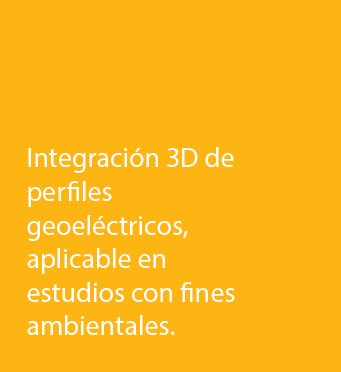 Integración 3D de
perfiles
geoeléctricos,
aplicable en
estudios con fines
ambientales.